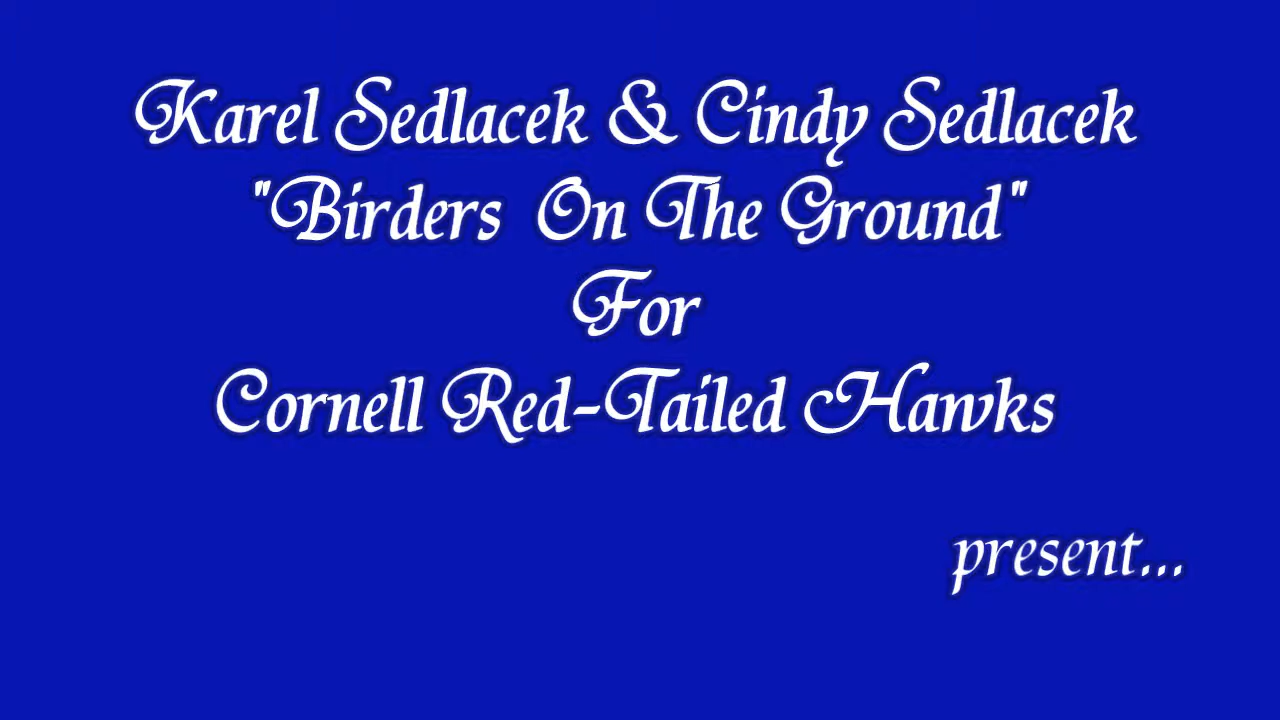 Karel Sedlacek & Cindy Sedlacek
"Birders On The Ground"
For
Cornell Red-Tailed Hawks
present...